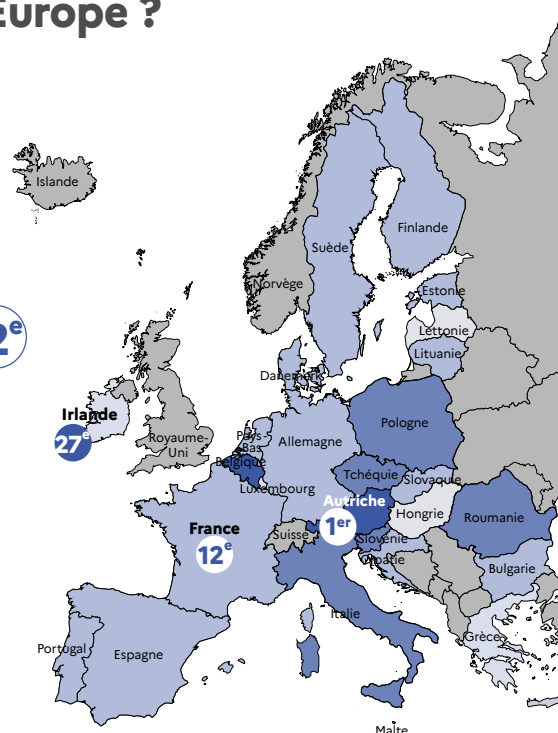 Europe ?
Islande
Finlande
Suède
Norvège
Estonie
2e
Lettonie
Lituanie
Danemark
Irlande
27e
Royaume-
Uni
Pays-
Bas
Belgique
Allemagne
Pologne
Luxembourg
Tchéquie
Slovaquie
Autriche
1er
Hongrie
Roumanie
France
12e
Suisse
Slovénie
Croatie
Bulgarie
Italie
Grèce
Portugal
Espagne
Malte